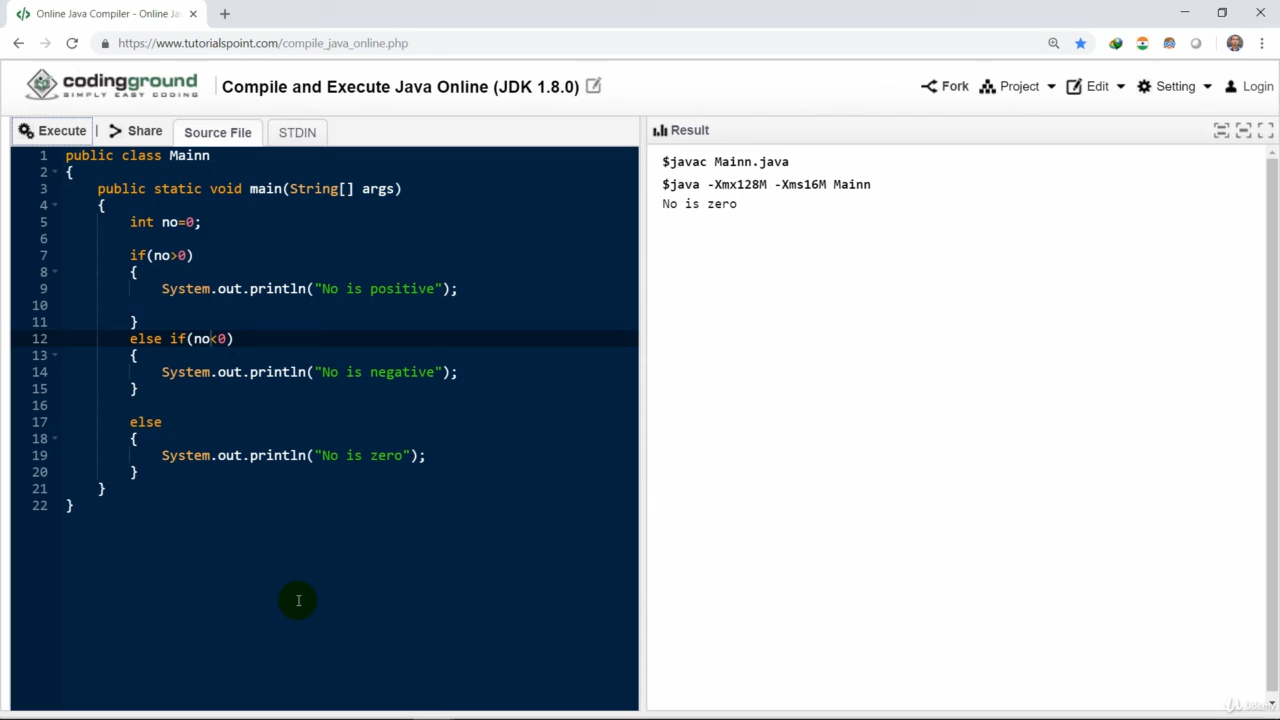 Online Java Compiler - Online Ja
https://www.tutorialspoint.com/compile_java_online.php
codingground
SIMPLY EASY CODING
Compile and Execute Java Online (JDK 1.8.0)
Fork
Project
Edit
Setting
Login
Execute
Share
Source File
STDIN
Result
1 public class Mainn
2 {
3 public static void main(String[] args)
4 {
5 int no=0;
6
7 if(no>0)
8 {
9 System.out.println("No is positive");
10
11 }
12 else if(no<0)
13 {
14 System.out.println("No is negative");
15 }
16
17 else
18 {
19 System.out.println("No is zero");
20 }
21 }
22 }
$javac Mainn.java
$java -Xmx128M -Xms16M Mainn
No is zero
Udemy